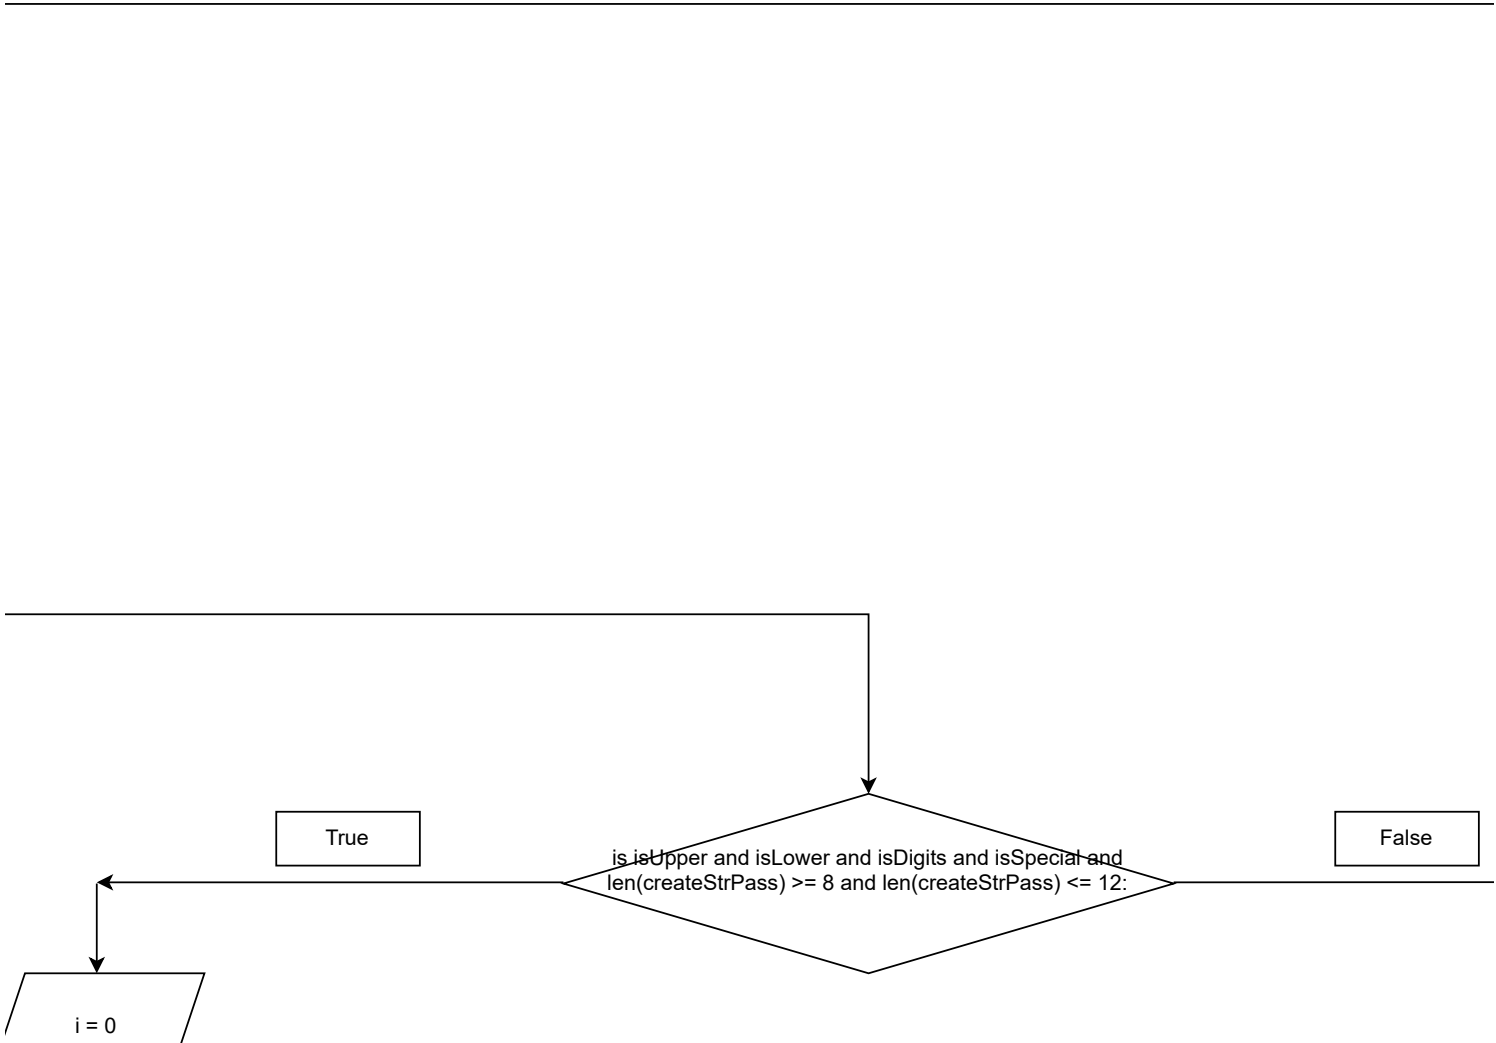 True
False
is isUpper and isLower and isDigits and isSpecial and
len(createStrPass) >= 8 and len(createStrPass) <= 12:
i = 0